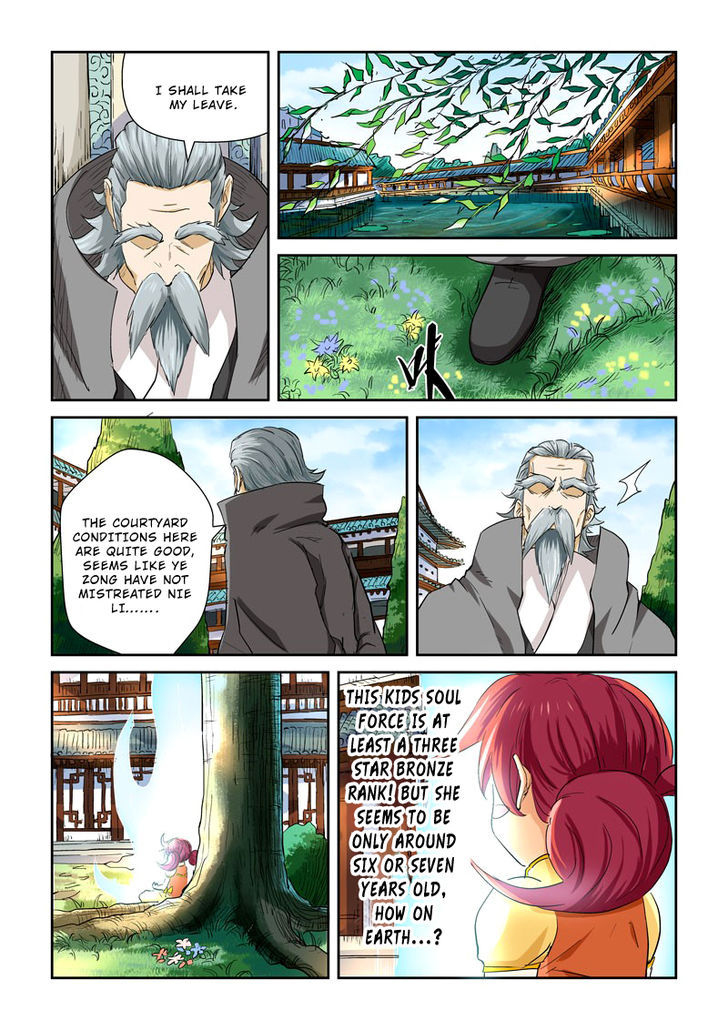 I SHALL TAKE
MY LEAVE.
THE COURTYARD
CONDITIONS HERE
ARE QUITE GOOD,
SEEMS LIKE YE
ZONG HAVE NOT
MISTREATED NIE
LI.......
THIS KIDS SOUL
FORCE IS AT
LEAST A THREE
STAR BRONZE
RANK! BUT SHE
SEEMS TO BE
ONLY AROUND
SIX OR SEVEN
YEARS OLD,
HOW ON
EARTH...?